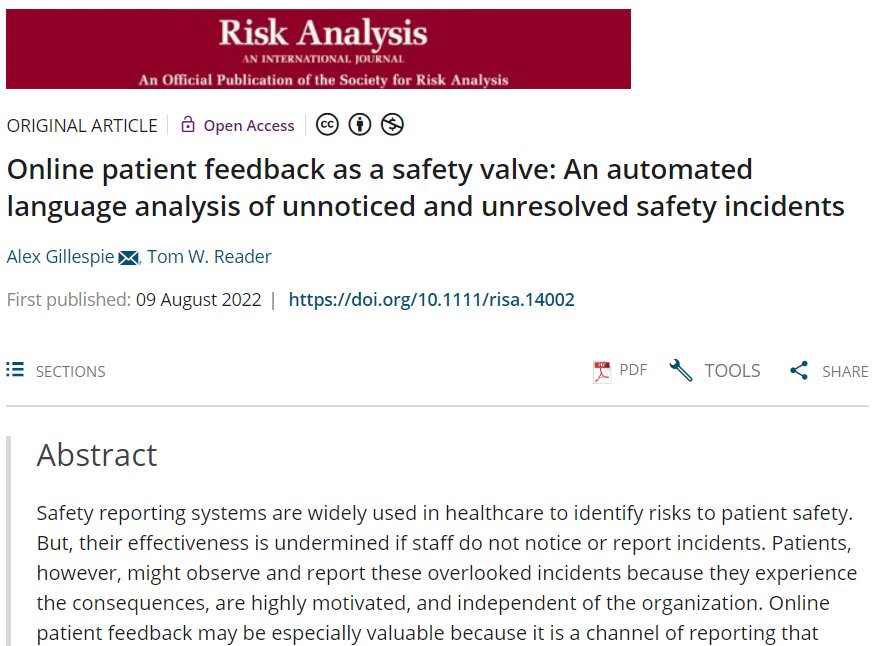 Risk Analysis
AN INTERNATIONAL JOURNAL
An Official Publication of the Society for Risk Analysis
ORIGINAL ARTICLE Open Access cc
Online patient feedback as a safety valve: An automated
language analysis of unnoticed and unresolved safety incidents
Alex Gillespie, Tom W. Reader
First published: 09 August 2022 | https://doi.org/10.1111/risa.14002
SECTIONS PDF TOOLS SHARE
Abstract
Safety reporting systems are widely used in healthcare to identify risks to patient safety.
But, their effectiveness is undermined if staff do not notice or report incidents. Patients,
however, might observe and report these overlooked incidents because they experience
the consequences, are highly motivated, and independent of the organization. Online
patient feedback may be especially valuable because it is a channel of reporting that